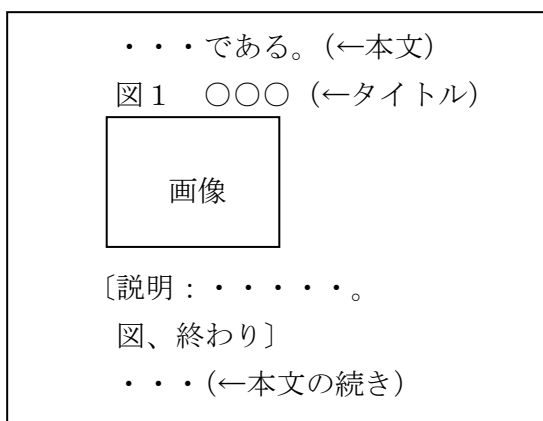 ・・・である。(←本文)
図１　○○○（←タイトル）
画像
〔説明：・・・・・。
図、終わり〕
・・・(←本文の続き）